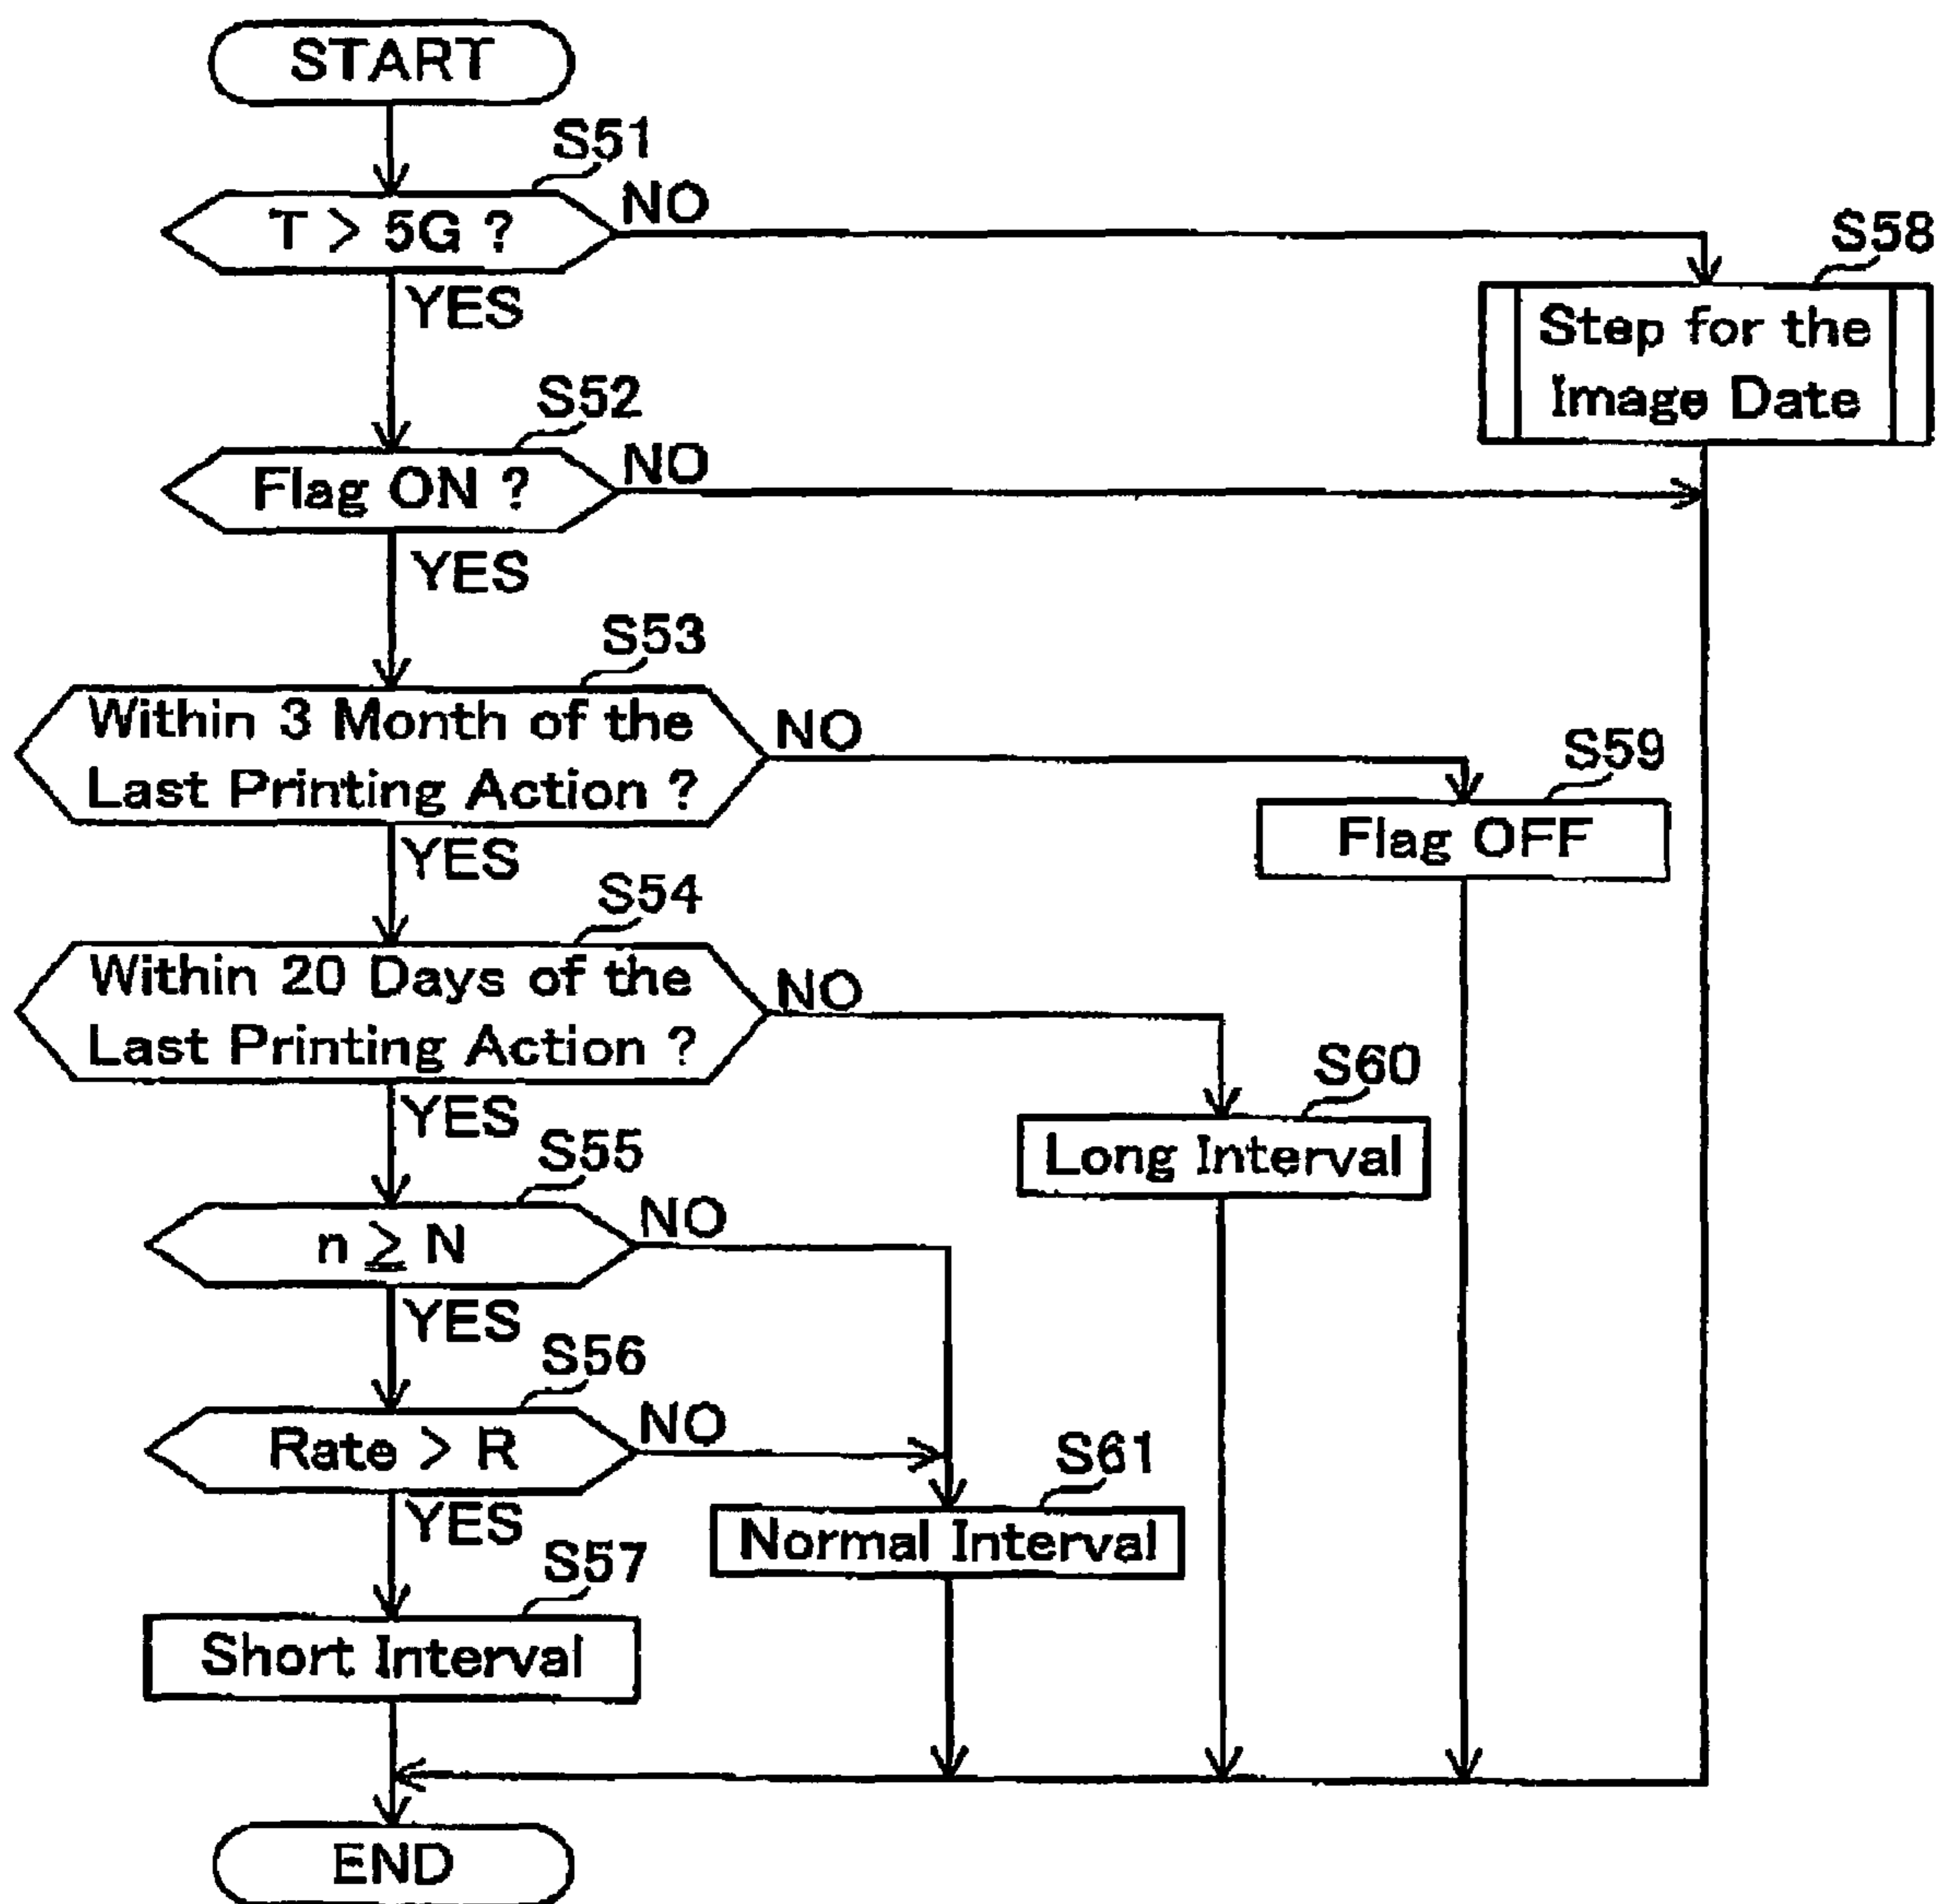 START
S51
T > 5G ?
NO
YES
S58
Step for the
Image Date
S52
Flag ON ?
NO
YES
S53
Within 3 Month of the
Last Printing Action ?
NO
YES
S59
Flag OFF
S54
Within 20 Days of the
Last Printing Action ?
NO
YES
S60
Long Interval
S55
n ≥ N
NO
YES
S56
Rate > R
NO
YES
S61
Normal Interval
S57
Short Interval
END